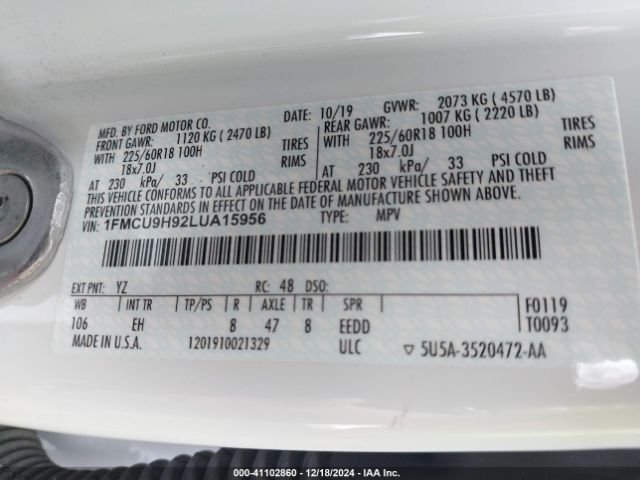 MFD. BY FORD MOTOR CO. DATE: 10/19 GVWR: 2073 KG ( 4570 LB)
FRONT GAWR: 1120 KG ( 2470 LB) REAR GAWR: 1007 KG ( 2220 LB)
WITH 225/60R18 100H TIRES WITH 225/60R18 100H TIRES
18x7.0J RIMS 18x7.0J RIMS
AT 230 kPa/ 33 PSI COLD AT 230 kPa/ 33 PSI COLD
THIS VEHICLE CONFORMS TO ALL APPLICABLE FEDERAL MOTOR VEHICLE SAFETY AND THEFT
PREVENTION STANDARDS IN EFFECT ON THE DATE OF MANUFACTURE SHOWN ABOVE.
VIN: 1FMCU9H92LUA15956 TYPE: MPV
EXT PNT: YZ RC: 48 DSO: F0119
WB INT TR TP/PS R AXLE TR SPR T0093
106 EH 8 47 8 EEDD
MADE IN U.S.A. 1201910021329 ULC ▽ 5U5A-3520472-AA
000-41102860 • 12/18/2024 • IAA Inc.